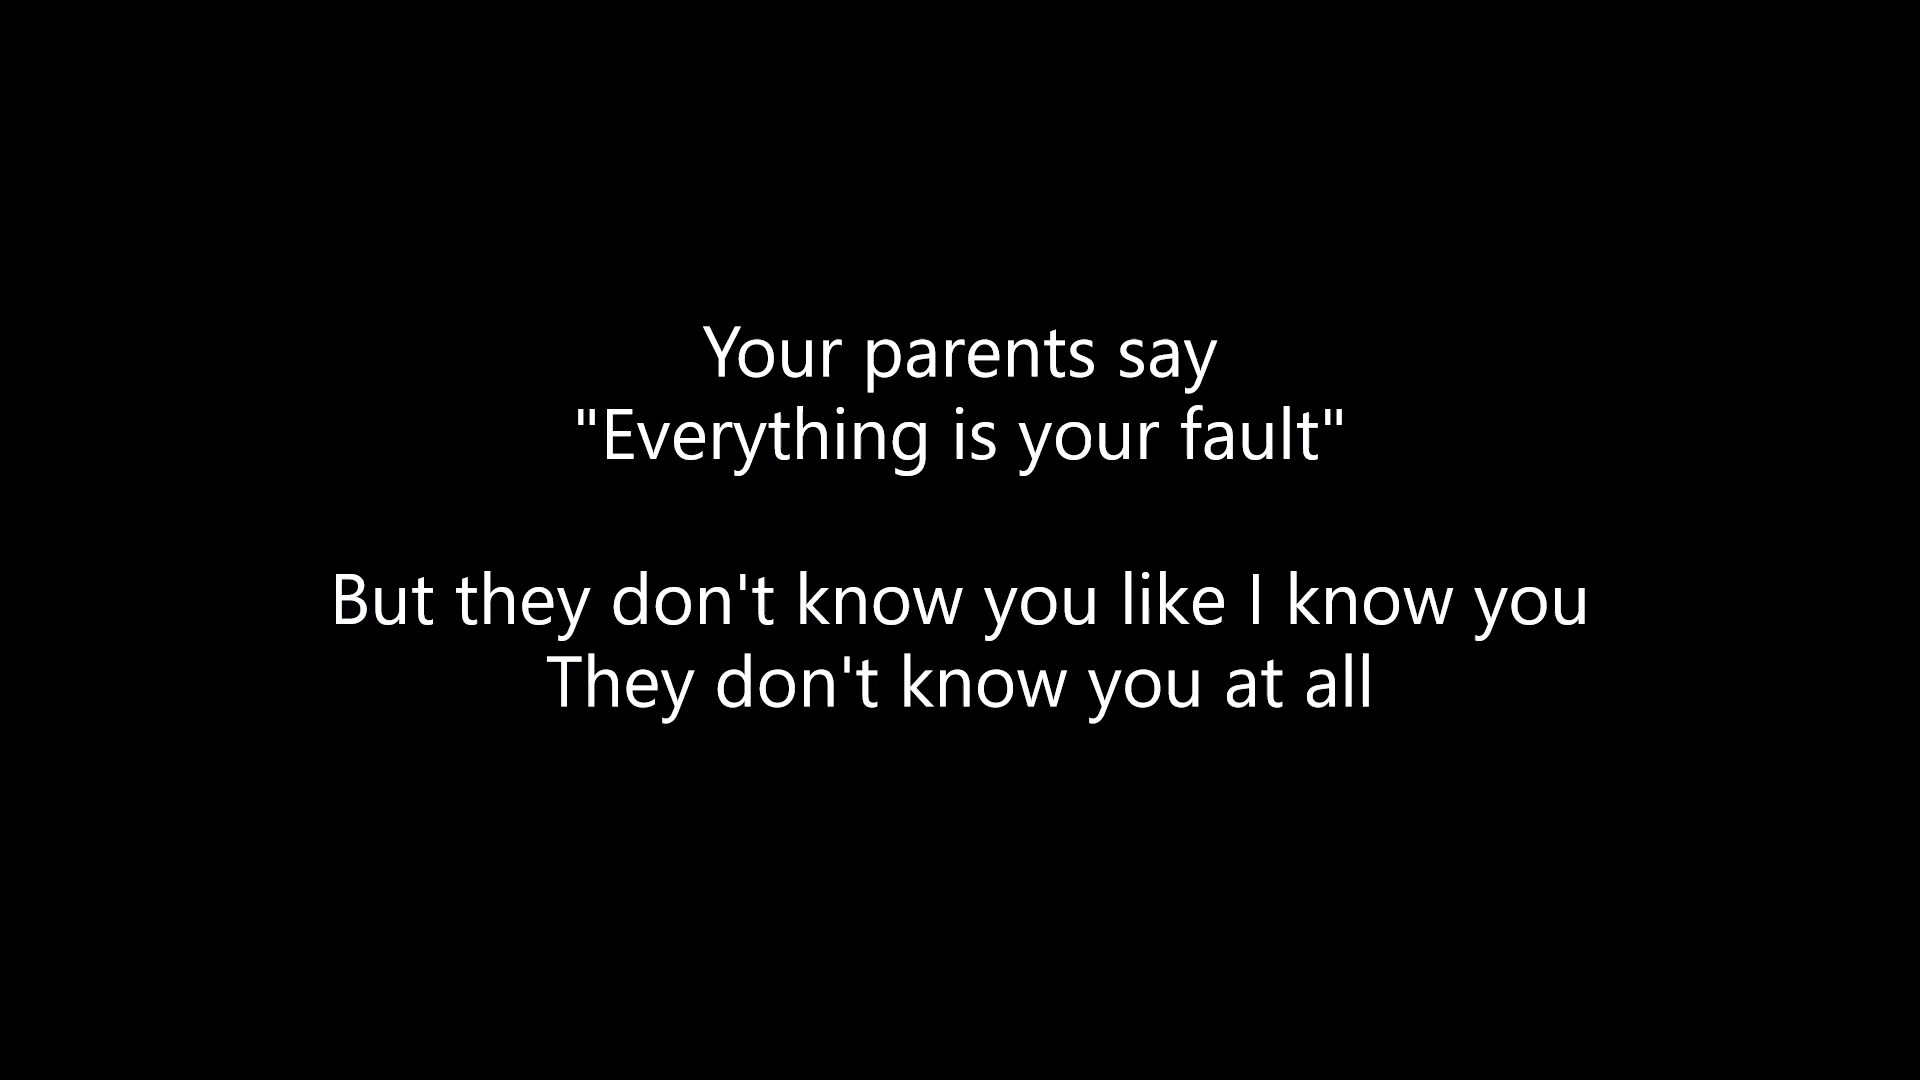 Your parents say
"Everything is your fault"
But they don't know you like I know you
They don't know you at all